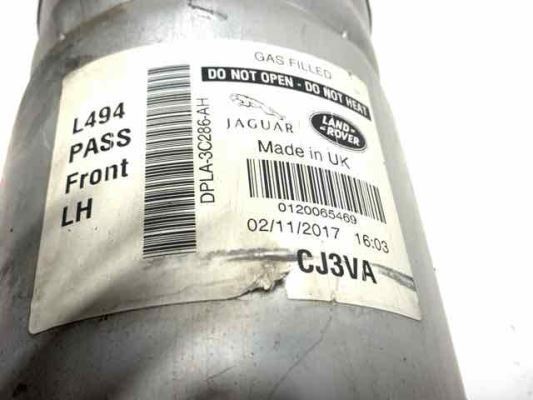 GAS FILLED
DO NOT OPEN - DO NOT HEAT
L494
PASS
Front
LH
DPLA-3C286-AH
JAGUAR
LAND-
-ROVER
Made in UK
0120065469
02/11/2017 16:03
CJ3VA